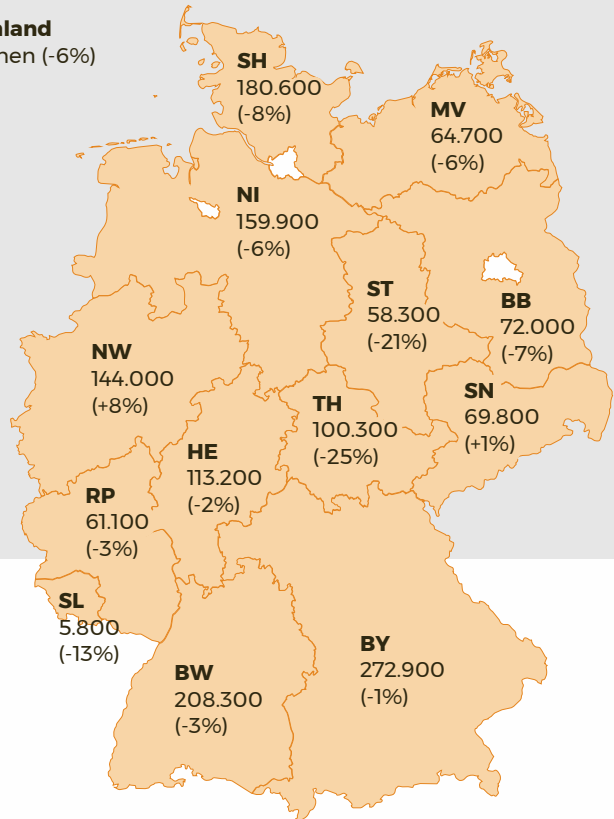 (-6%)
SH
180.600
(-8%)
MV
64.700
(-6%)
NI
159.900
(-6%)
ST
58.300
(-21%)
BB
72.000
(-7%)
NW
144.000
(+8%)
SN
69.800
(+1%)
TH
100.300
(-25%)
HE
113.200
(-2%)
RP
61.100
(-3%)
SL
5.800
(-13%)
BY
272.900
(-1%)
BW
208.300
(-3%)